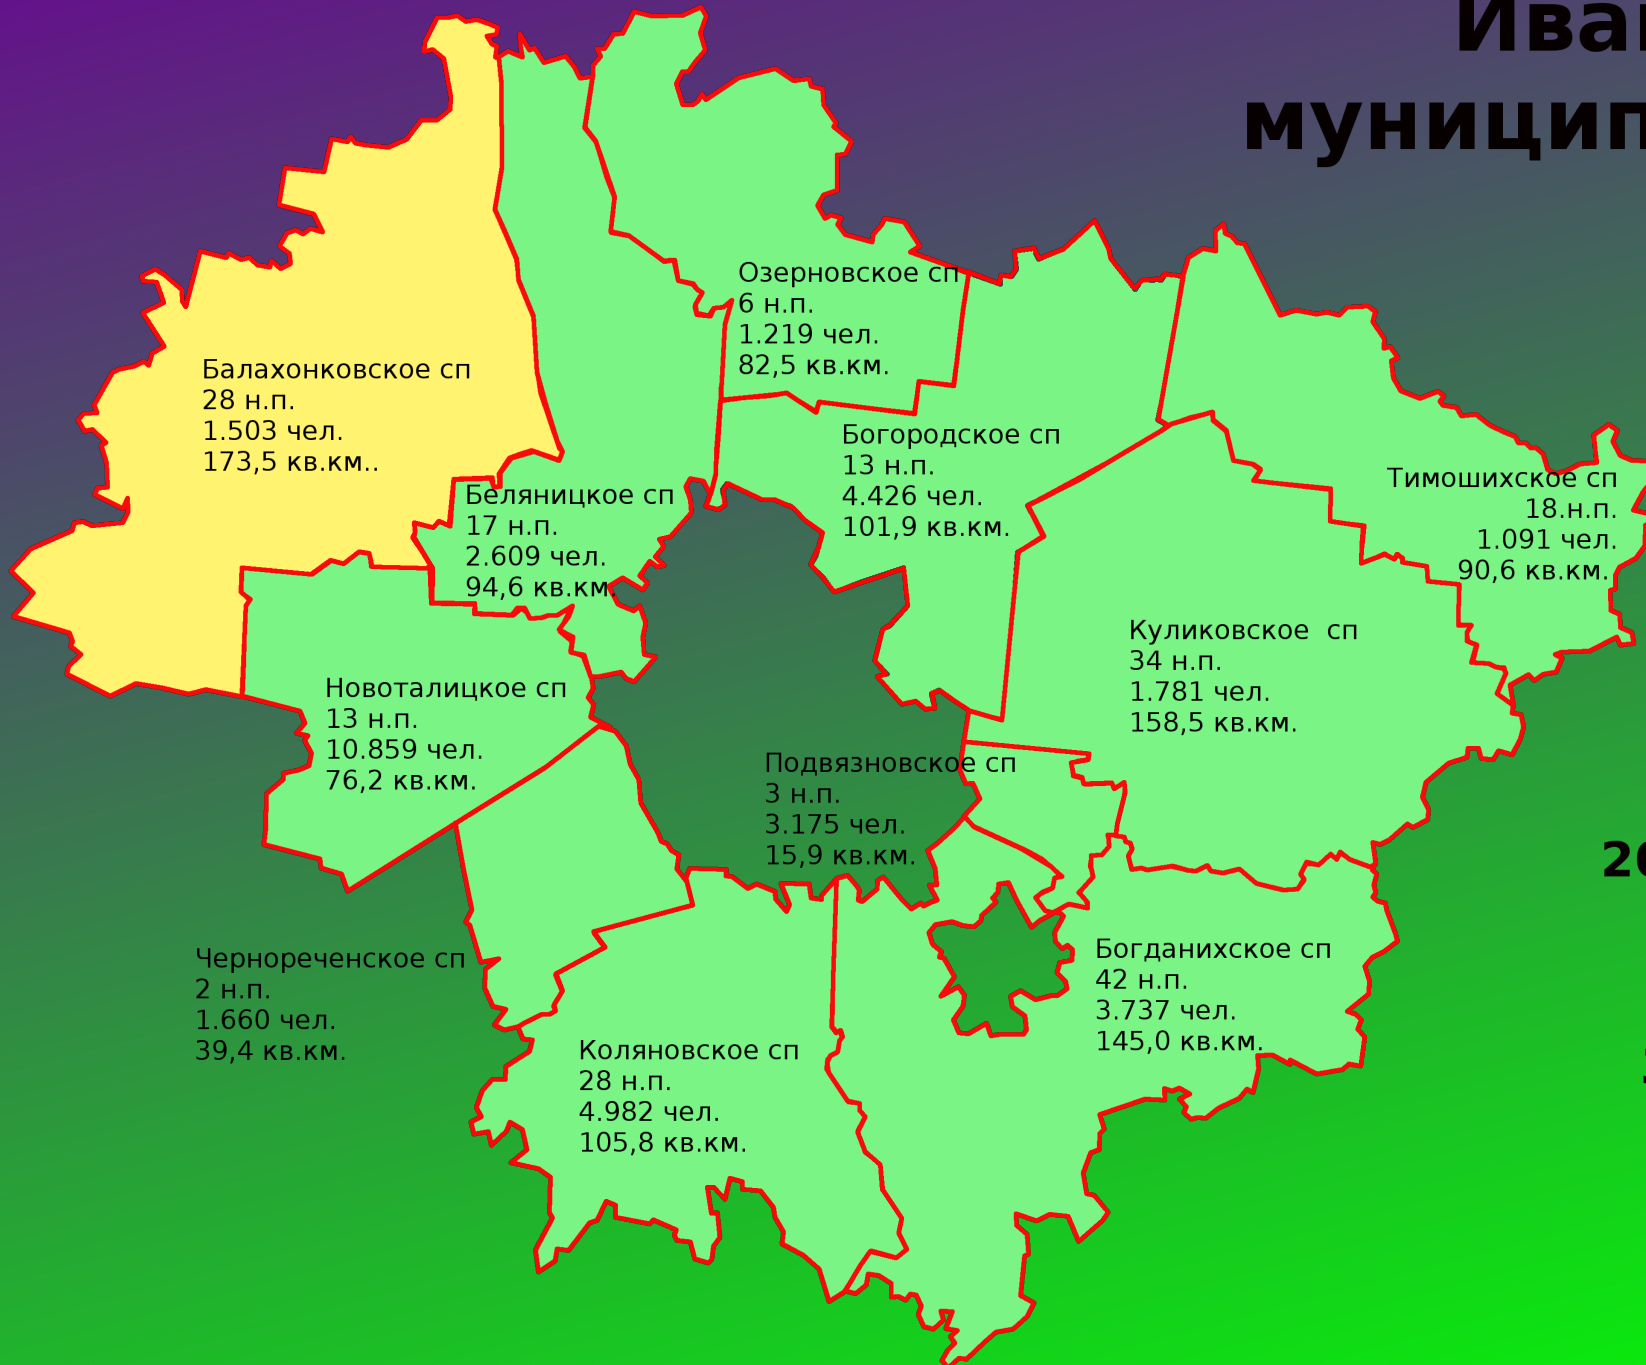 муницип
Озерновское сп
6 н.п.
1.219 чел.
82,5 кв.км.
Балахонковское сп
28 н.п.
1.503 чел.
173,5 кв.км..
Богородское сп
13 н.п.
4.426 чел.
101,9 кв.км.
Тимошихское сп
18.н.п.
1.091 чел.
90,6 кв.км.
Беляницкое сп
17 н.п.
2.609 чел.
94,6 кв.км.
Куликовское  сп
34 н.п.
1.781 чел.
158,5 кв.км.
Новоталицкое сп
13 н.п.
10.859 чел.
76,2 кв.км.
Подвязновское сп
3 н.п.
3.175 чел.
15,9 кв.км.
Богданихское сп
42 н.п.
3.737 чел.
145,0 кв.км.
Чернореченское сп
2 н.п.
1.660 чел.
39,4 кв.км.
Коляновское сп
28 н.п.
4.982 чел.
105,8 кв.км.